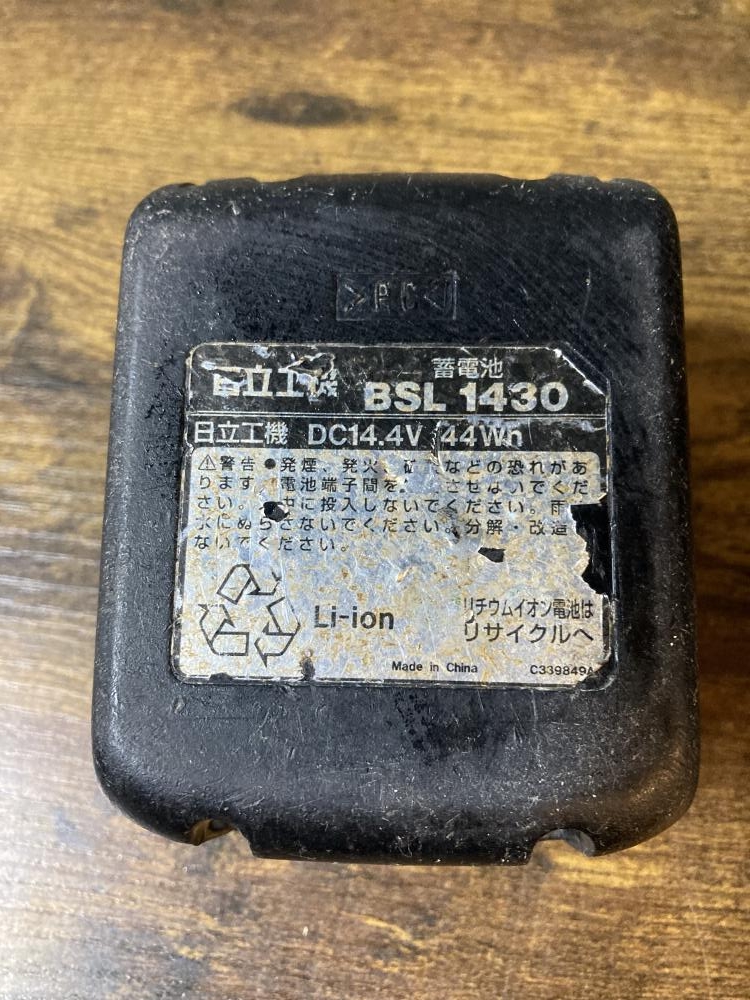 >PC<
日立工機 蓄電池
BSL 1430
日立工機 DC14.4V 44Wh
⚠警告 ●発煙、発火、などの恐れがあ
ります。電池端子間を させないでくだ
さい。中に投入しないでください。雨
水にぬらさないでください。分解・改造
ないでください。
Li-ion
リチウムイオン電池は
リサイクルへ
Made in China
C339849A